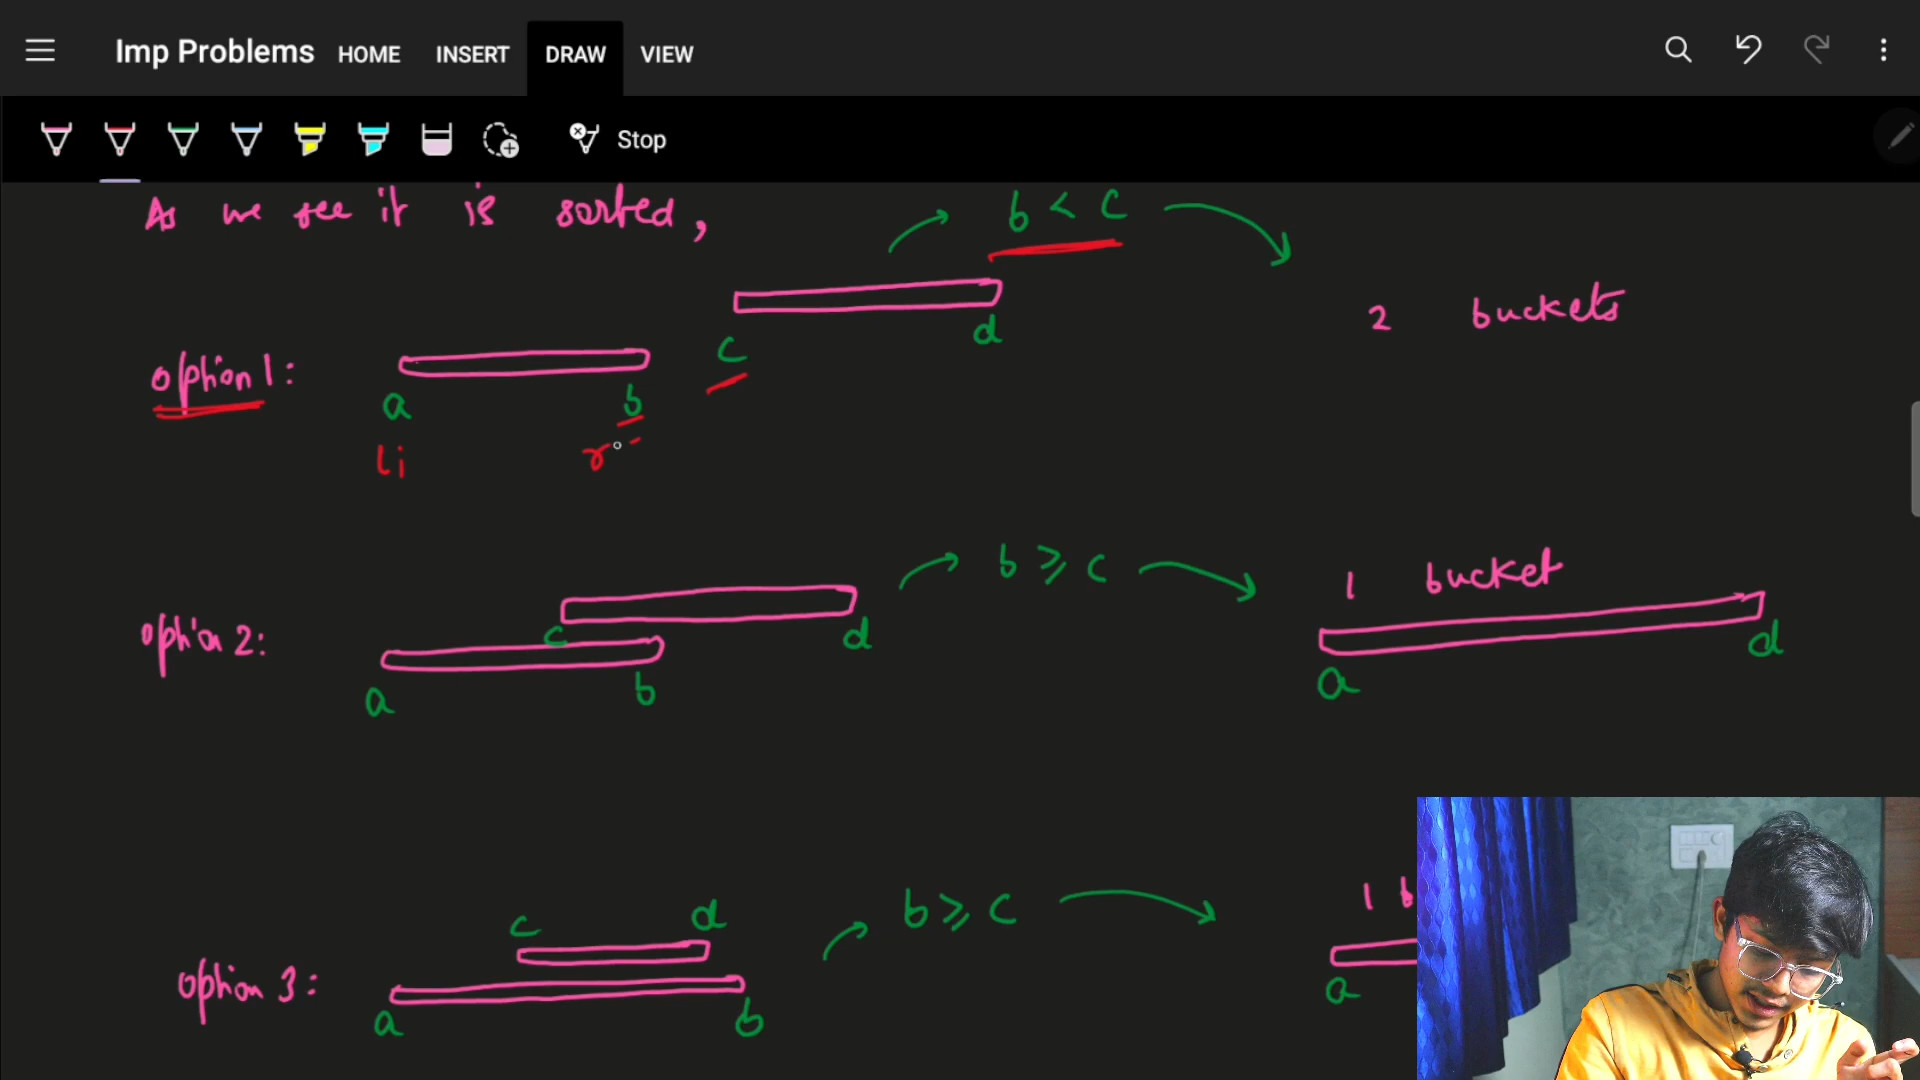 Imp Problems HOME INSERT DRAW VIEW
Stop
As we see it is sorted,
b < c
2 buckets
c d
option 1:
a b
li r
b ≥ c
1 bucket
option 2:
c d
a b
a d
c d
b ≥ c
1 b
option 3:
a b
a